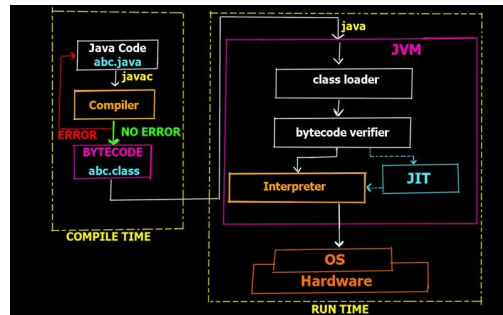 Java Code
abc.java
javac
Compiler
ERROR
NO ERROR
BYTECODE
abc.class
COMPILE TIME
java
JVM
class loader
bytecode verifier
Interpreter
JIT
OS
Hardware
RUN TIME